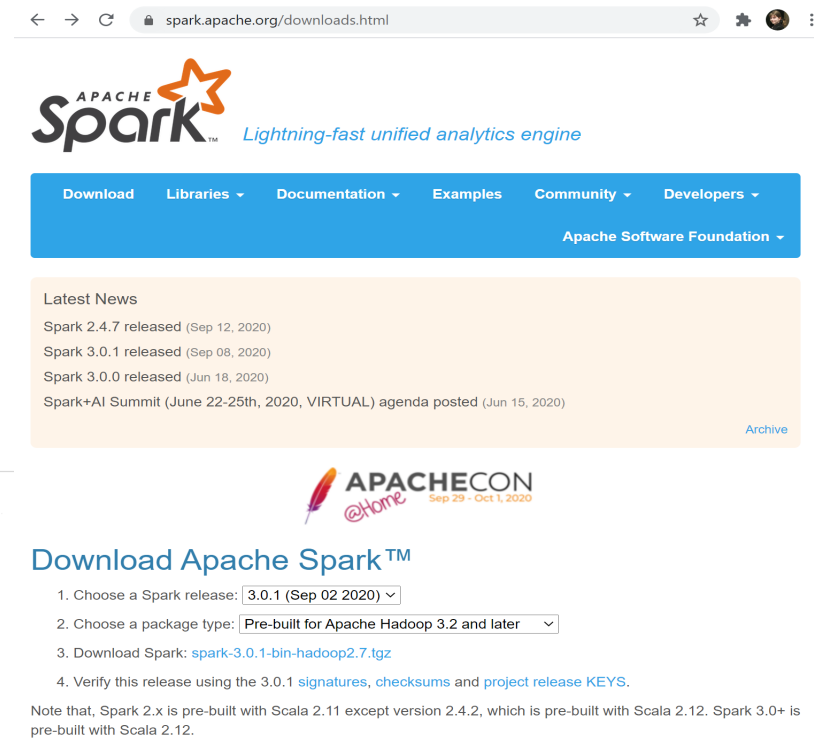 spark.apache.org/downloads.html
APACHE
Spark™
Lightning-fast unified analytics engine
Download Libraries Documentation Examples Community Developers
Apache Software Foundation
Latest News
Spark 2.4.7 released (Sep 12, 2020)
Spark 3.0.1 released (Sep 08, 2020)
Spark 3.0.0 released (Jun 18, 2020)
Spark+AI Summit (June 22-25th, 2020, VIRTUAL) agenda posted (Jun 15, 2020)
Archive
APACHECON
@Home Sep 29 - Oct 1, 2020
Download Apache Spark™
1. Choose a Spark release: 3.0.1 (Sep 02 2020)
2. Choose a package type: Pre-built for Apache Hadoop 3.2 and later
3. Download Spark: spark-3.0.1-bin-hadoop2.7.tgz
4. Verify this release using the 3.0.1 signatures, checksums and project release KEYS.
Note that, Spark 2.x is pre-built with Scala 2.11 except version 2.4.2, which is pre-built with Scala 2.12. Spark 3.0+ is
pre-built with Scala 2.12.